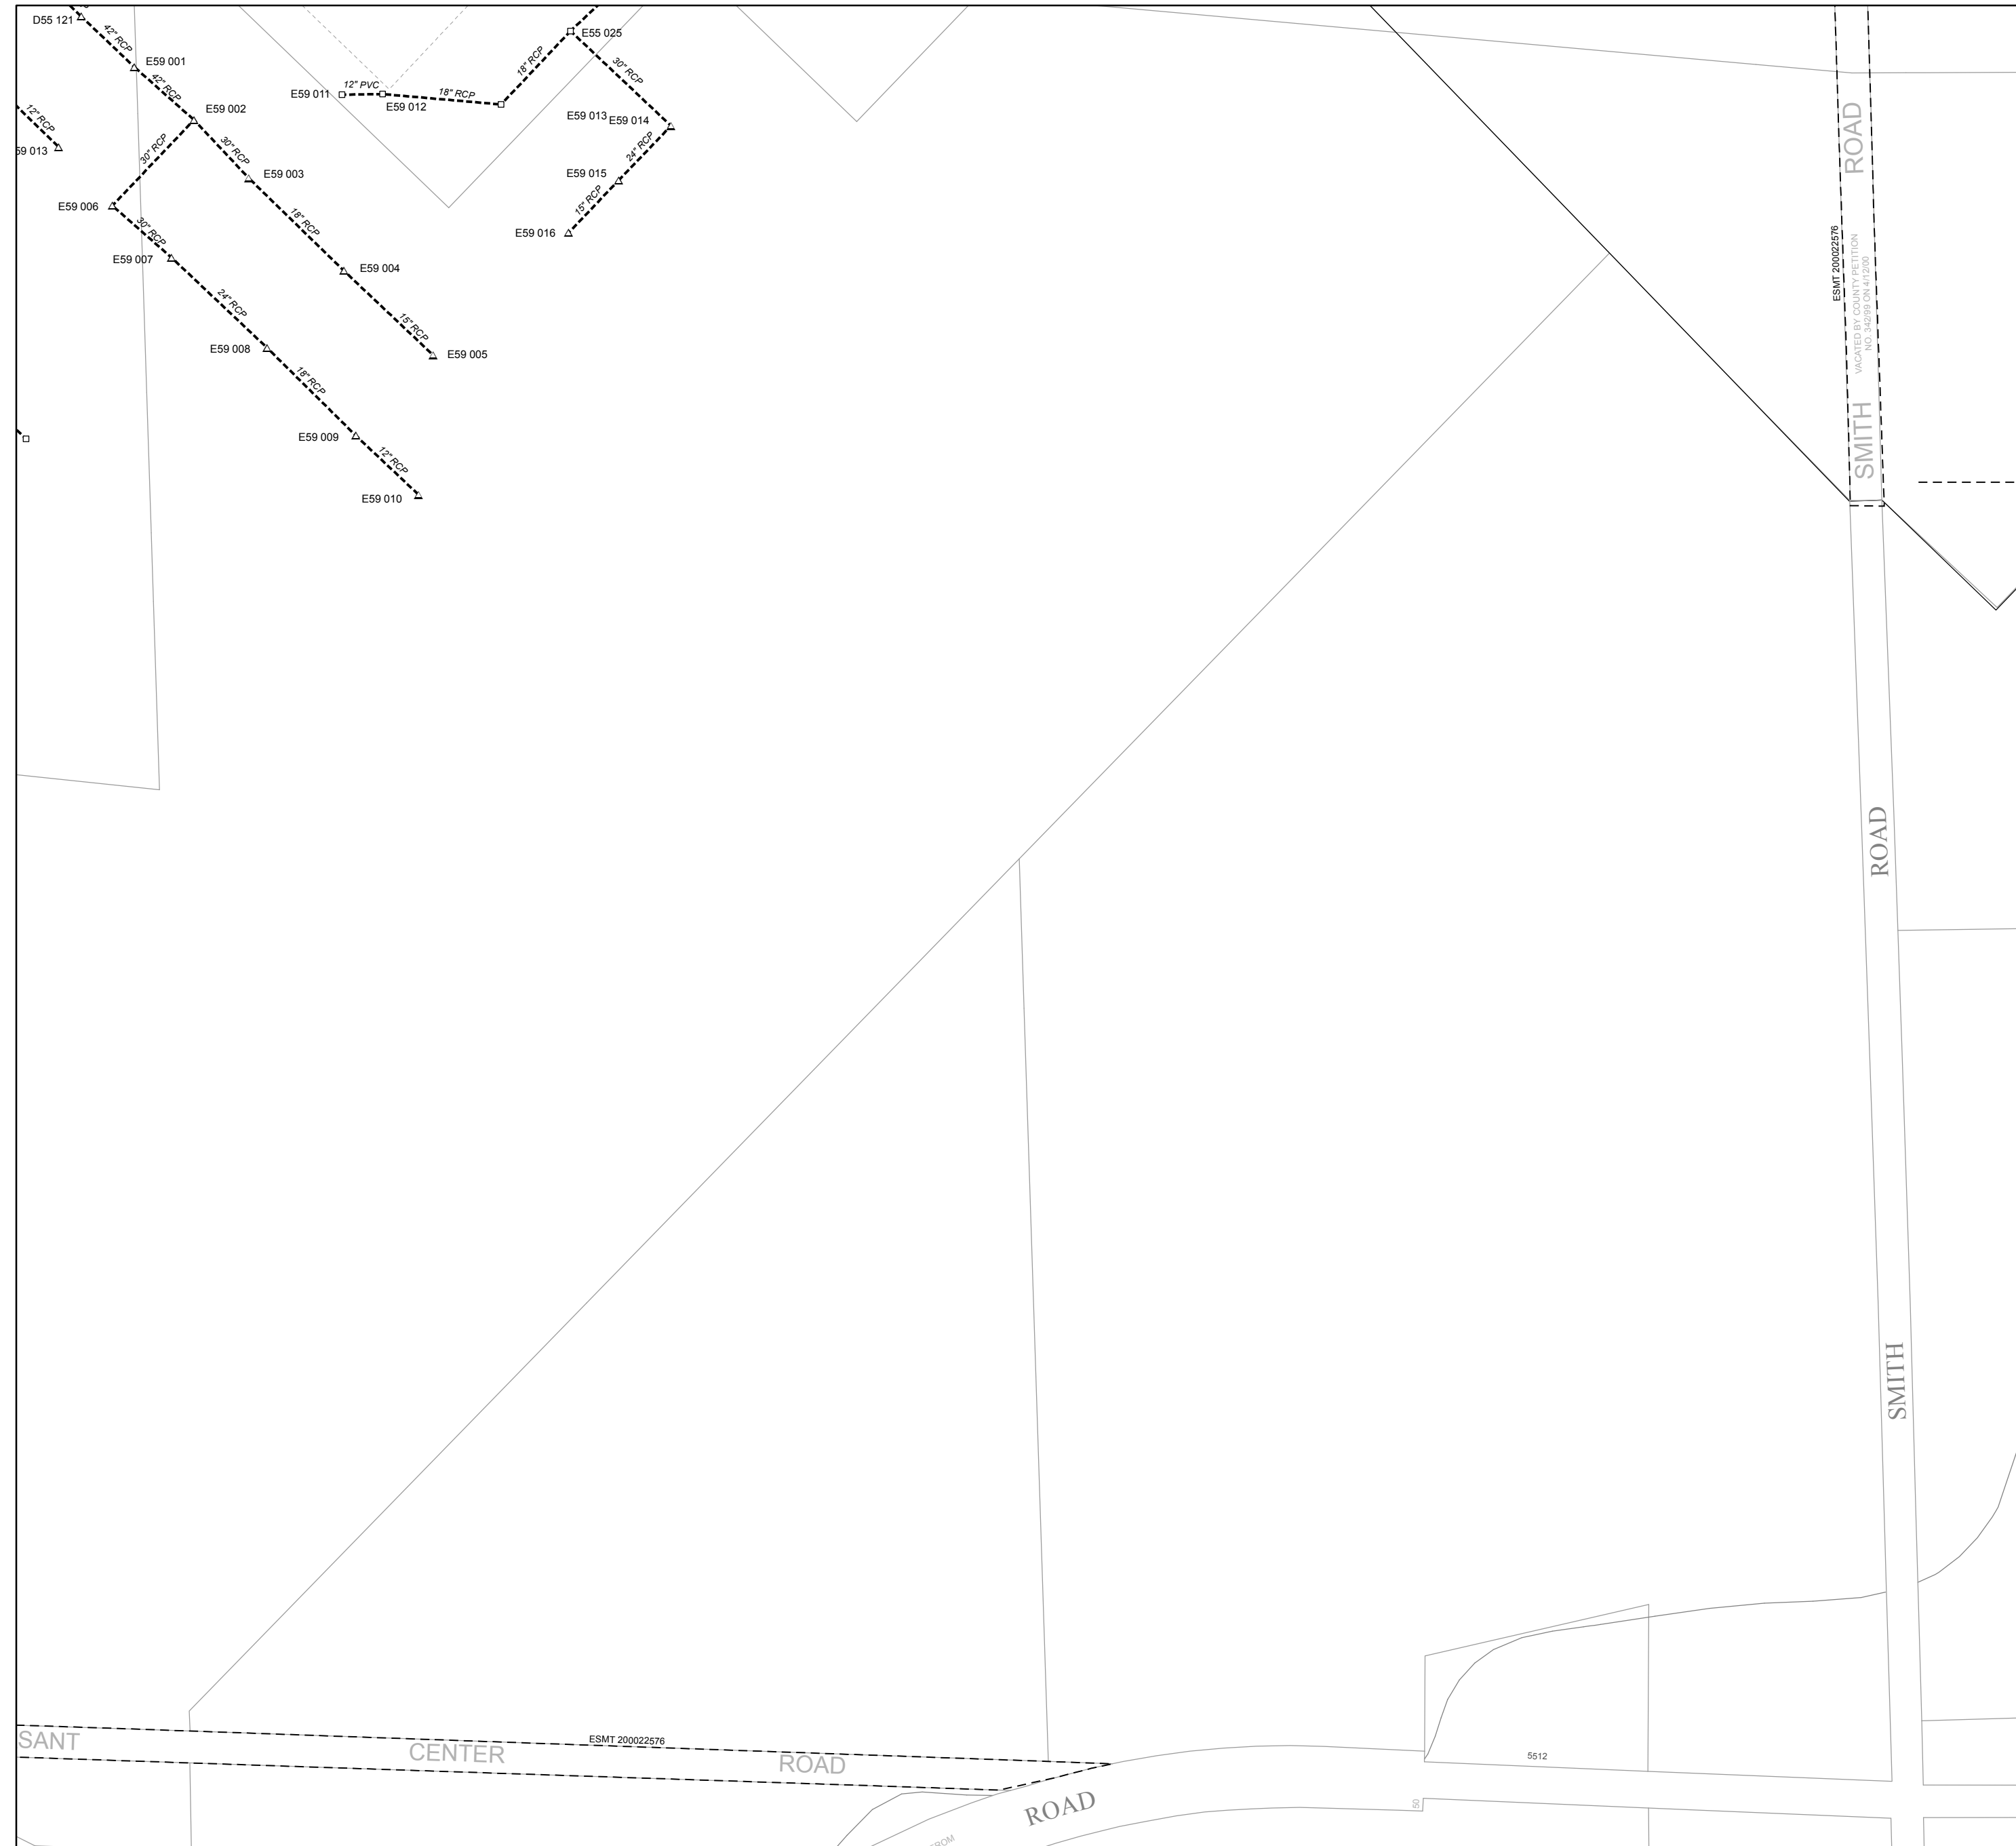 D55 121
42" RCP
E59 001
42" RCP
E59 002
12" RCP
59 013
30" RCP
30" RCP
E59 003
E59 006
30" RCP
E59 007
18" RCP
E59 004
24" RCP
15" RCP
E59 008
E59 005
18" RCP
E59 009
12" RCP
E59 010
E59 011
12" PVC
E59 012
18" RCP
18" RCP
E55 025
30" RCP
E59 013
E59 014
24" RCP
E59 015
15" RCP
E59 016
SMITH ROAD
ESMT 200022576
VACATED BY COUNTY PETITION
NO. 342/99 ON 4/12/00
SMITH ROAD
SANT CENTER ROAD
ESMT 200022576
ROAD
5512
50